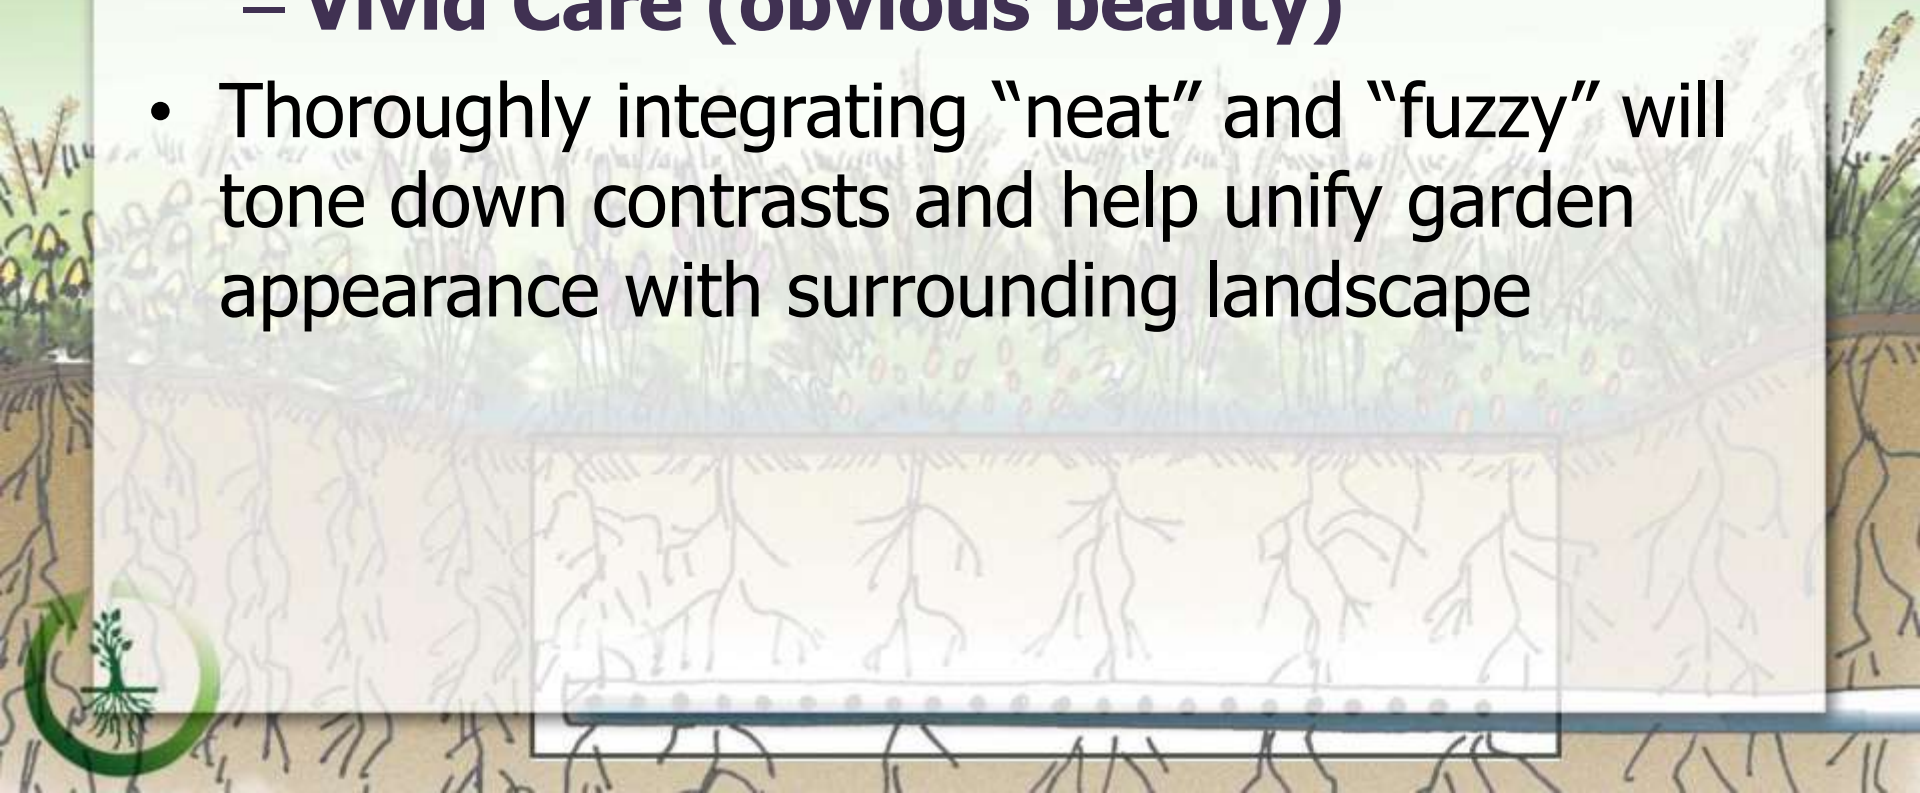 – Vivid Care (obvious beauty)
• Thoroughly integrating “neat” and “fuzzy” will
tone down contrasts and help unify garden
appearance with surrounding landscape